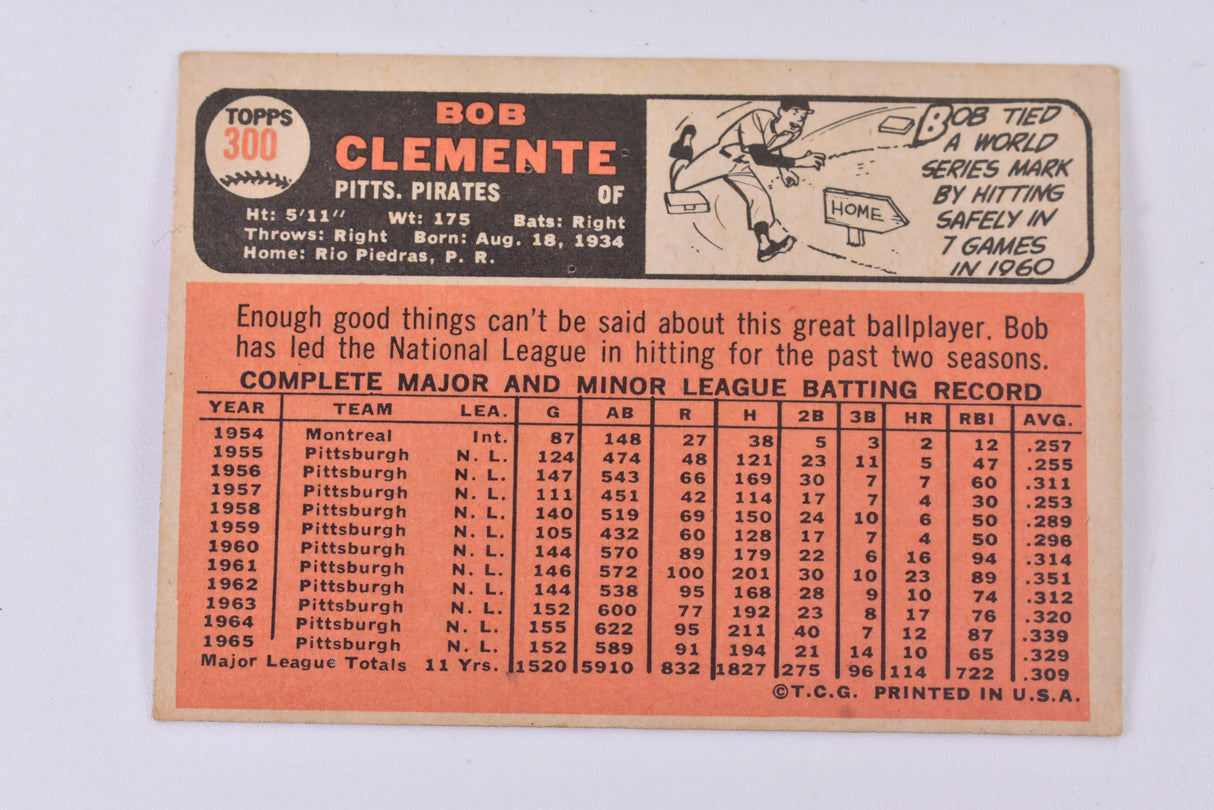 TOPPS
300
BOB
CLEMENTE
PITTS. PIRATES OF
Ht: 5'11" Wt: 175 Bats: Right
Throws: Right Born: Aug. 18, 1934
Home: Rio Piedras, P. R.
HOME
BOB TIED
A WORLD
SERIES MARK
BY HITTING
SAFELY IN
7 GAMES
IN 1960
Enough good things can't be said about this great ballplayer. Bob
has led the National League in hitting for the past two seasons.
COMPLETE MAJOR AND MINOR LEAGUE BATTING RECORD
YEAR TEAM LEA. G AB R H 2B 3B HR RBI AVG.
1954 Montreal Int. 87 148 27 38 5 3 2 12 .257
1955 Pittsburgh N. L. 124 474 48 121 23 11 5 47 .255
1956 Pittsburgh N. L. 147 543 66 169 30 7 7 60 .311
1957 Pittsburgh N. L. 111 451 42 114 17 7 4 30 .253
1958 Pittsburgh N. L. 140 519 69 150 24 10 6 50 .289
1959 Pittsburgh N. L. 105 432 60 128 17 7 4 50 .296
1960 Pittsburgh N. L. 144 570 89 179 22 6 16 94 .314
1961 Pittsburgh N. L. 146 572 100 201 30 10 23 89 .351
1962 Pittsburgh N. L. 144 538 95 168 28 9 10 74 .312
1963 Pittsburgh N. L. 152 600 77 192 23 8 17 76 .320
1964 Pittsburgh N. L. 155 622 95 211 40 7 12 87 .339
1965 Pittsburgh N. L. 152 589 91 194 21 14 10 65 .329
Major League Totals 11 Yrs. 1520 5910 832 1827 275 96 114 722 .309
©T.C.G. PRINTED IN U.S.A.